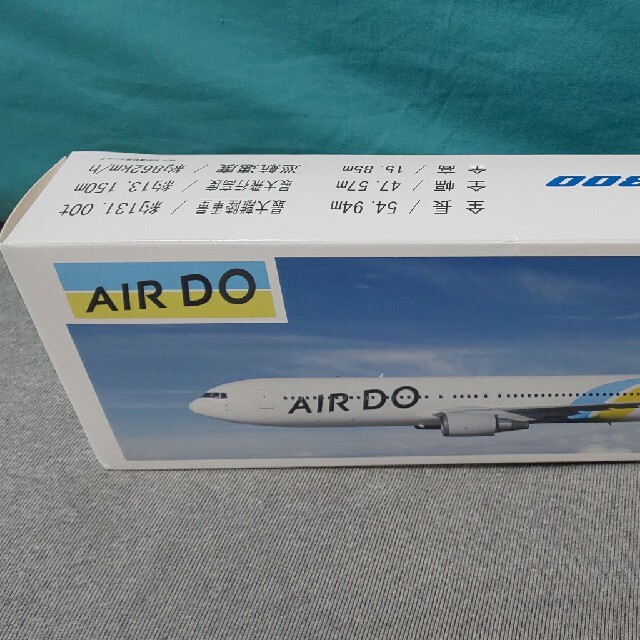 全 長 / 54.94m
全 幅 / 47.57m
全 高 / 15.85m
最大離陸重量 / 約131.00t
最大飛行高度 / 約13,150m
巡航速度 / 約862km/h
300
AIR DO
AIR DO